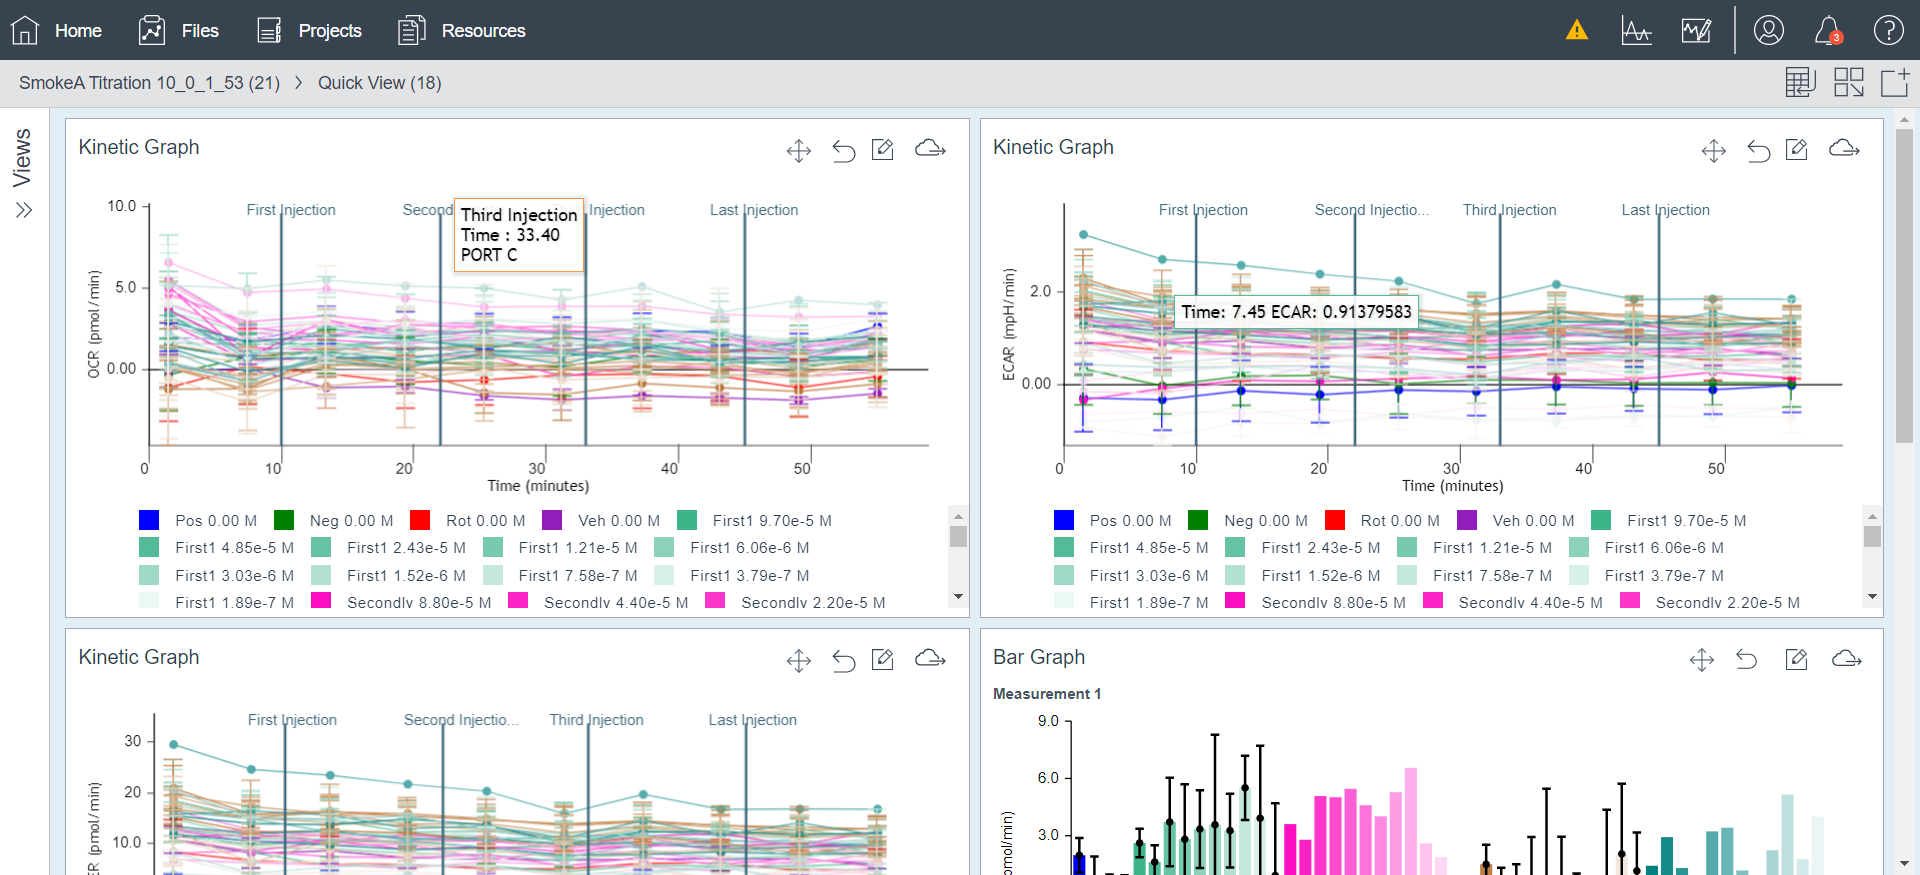 Home Files Projects Resources
3
SmokeA Titration 10_0_1_53 (21) > Quick View (18)
Views
Kinetic Graph
First Injection Second Third Injection Last Injection
Third Injection
Time : 33.40
PORT C
OCR (pmol/min)
10.0
5.0
0.00
0 10 20 30 40 50
Time (minutes)
Pos 0.00 M Neg 0.00 M Rot 0.00 M Veh 0.00 M First1 9.70e-5 M
First1 4.85e-5 M First1 2.43e-5 M First1 1.21e-5 M First1 6.06e-6 M
First1 3.03e-6 M First1 1.52e-6 M First1 7.58e-7 M First1 3.79e-7 M
First1 1.89e-7 M Secondly 8.80e-5 M Secondly 4.40e-5 M Secondly 2.20e-5 M
Kinetic Graph
First Injection Second Injectio... Third Injection Last Injection
Time: 7.45 ECAR: 0.91379583
ECAR (mpH/min)
2.0
0.00
0 10 20 30 40 50
Time (minutes)
Pos 0.00 M Neg 0.00 M Rot 0.00 M Veh 0.00 M First1 9.70e-5 M
First1 4.85e-5 M First1 2.43e-5 M First1 1.21e-5 M First1 6.06e-6 M
First1 3.03e-6 M First1 1.52e-6 M First1 7.58e-7 M First1 3.79e-7 M
First1 1.89e-7 M Secondly 8.80e-5 M Secondly 4.40e-5 M Secondly 2.20e-5 M
Kinetic Graph
First Injection Second Injectio... Third Injection Last Injection
ER (pmol/min)
30
20
10.0
Bar Graph
Measurement 1
9.0
6.0
3.0
omol/min)